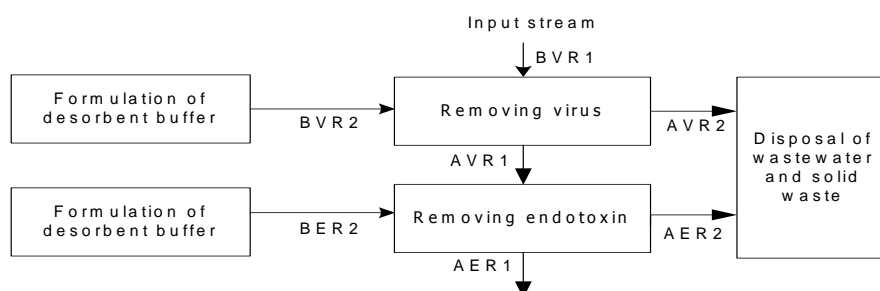 Input stream
BVR1
Formulation of
desorbent buffer
BVR2
Removing virus
AVR2
Disposal of
wastewater
and solid
waste
AVR1
Formulation of
desorbent buffer
BER2
Removing endotoxin
AER2
AER1